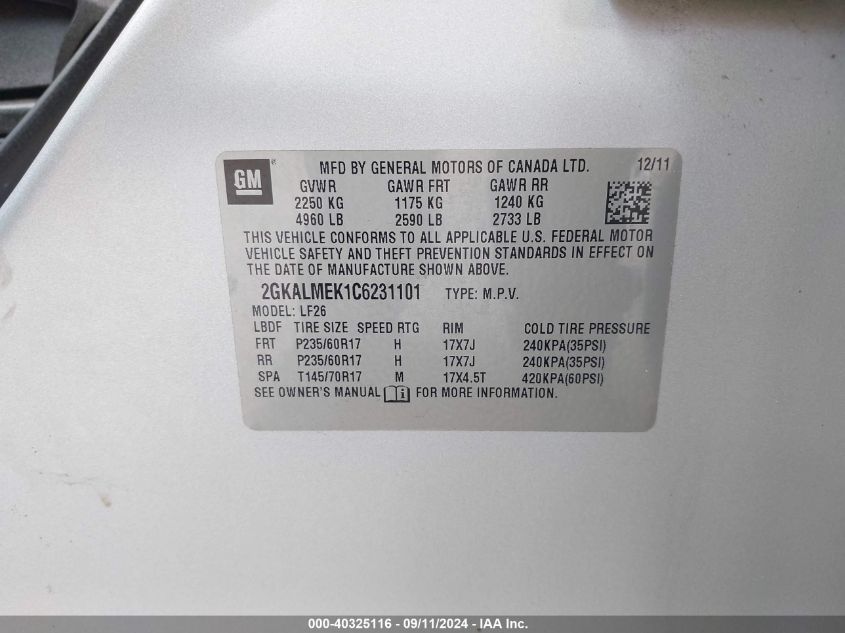 GM ® MFD BY GENERAL MOTORS OF CANADA LTD. 12/11
GVWR GAWR FRT GAWR RR
2250 KG 1175 KG 1240 KG
4960 LB 2590 LB 2733 LB
THIS VEHICLE CONFORMS TO ALL APPLICABLE U.S. FEDERAL MOTOR
VEHICLE SAFETY AND THEFT PREVENTION STANDARDS IN EFFECT ON
THE DATE OF MANUFACTURE SHOWN ABOVE.
2GKALMEK1C6231101 TYPE: M.P.V.
MODEL: LF26
LBDF TIRE SIZE SPEED RTG RIM COLD TIRE PRESSURE
FRT P235/60R17 H 17X7J 240KPA(35PSI)
RR P235/60R17 H 17X7J 240KPA(35PSI)
SPA T145/70R17 M 17X4.5T 420KPA(60PSI)
SEE OWNER'S MANUAL i FOR MORE INFORMATION.
000-40325116 - 09/11/2024 - IAA Inc.